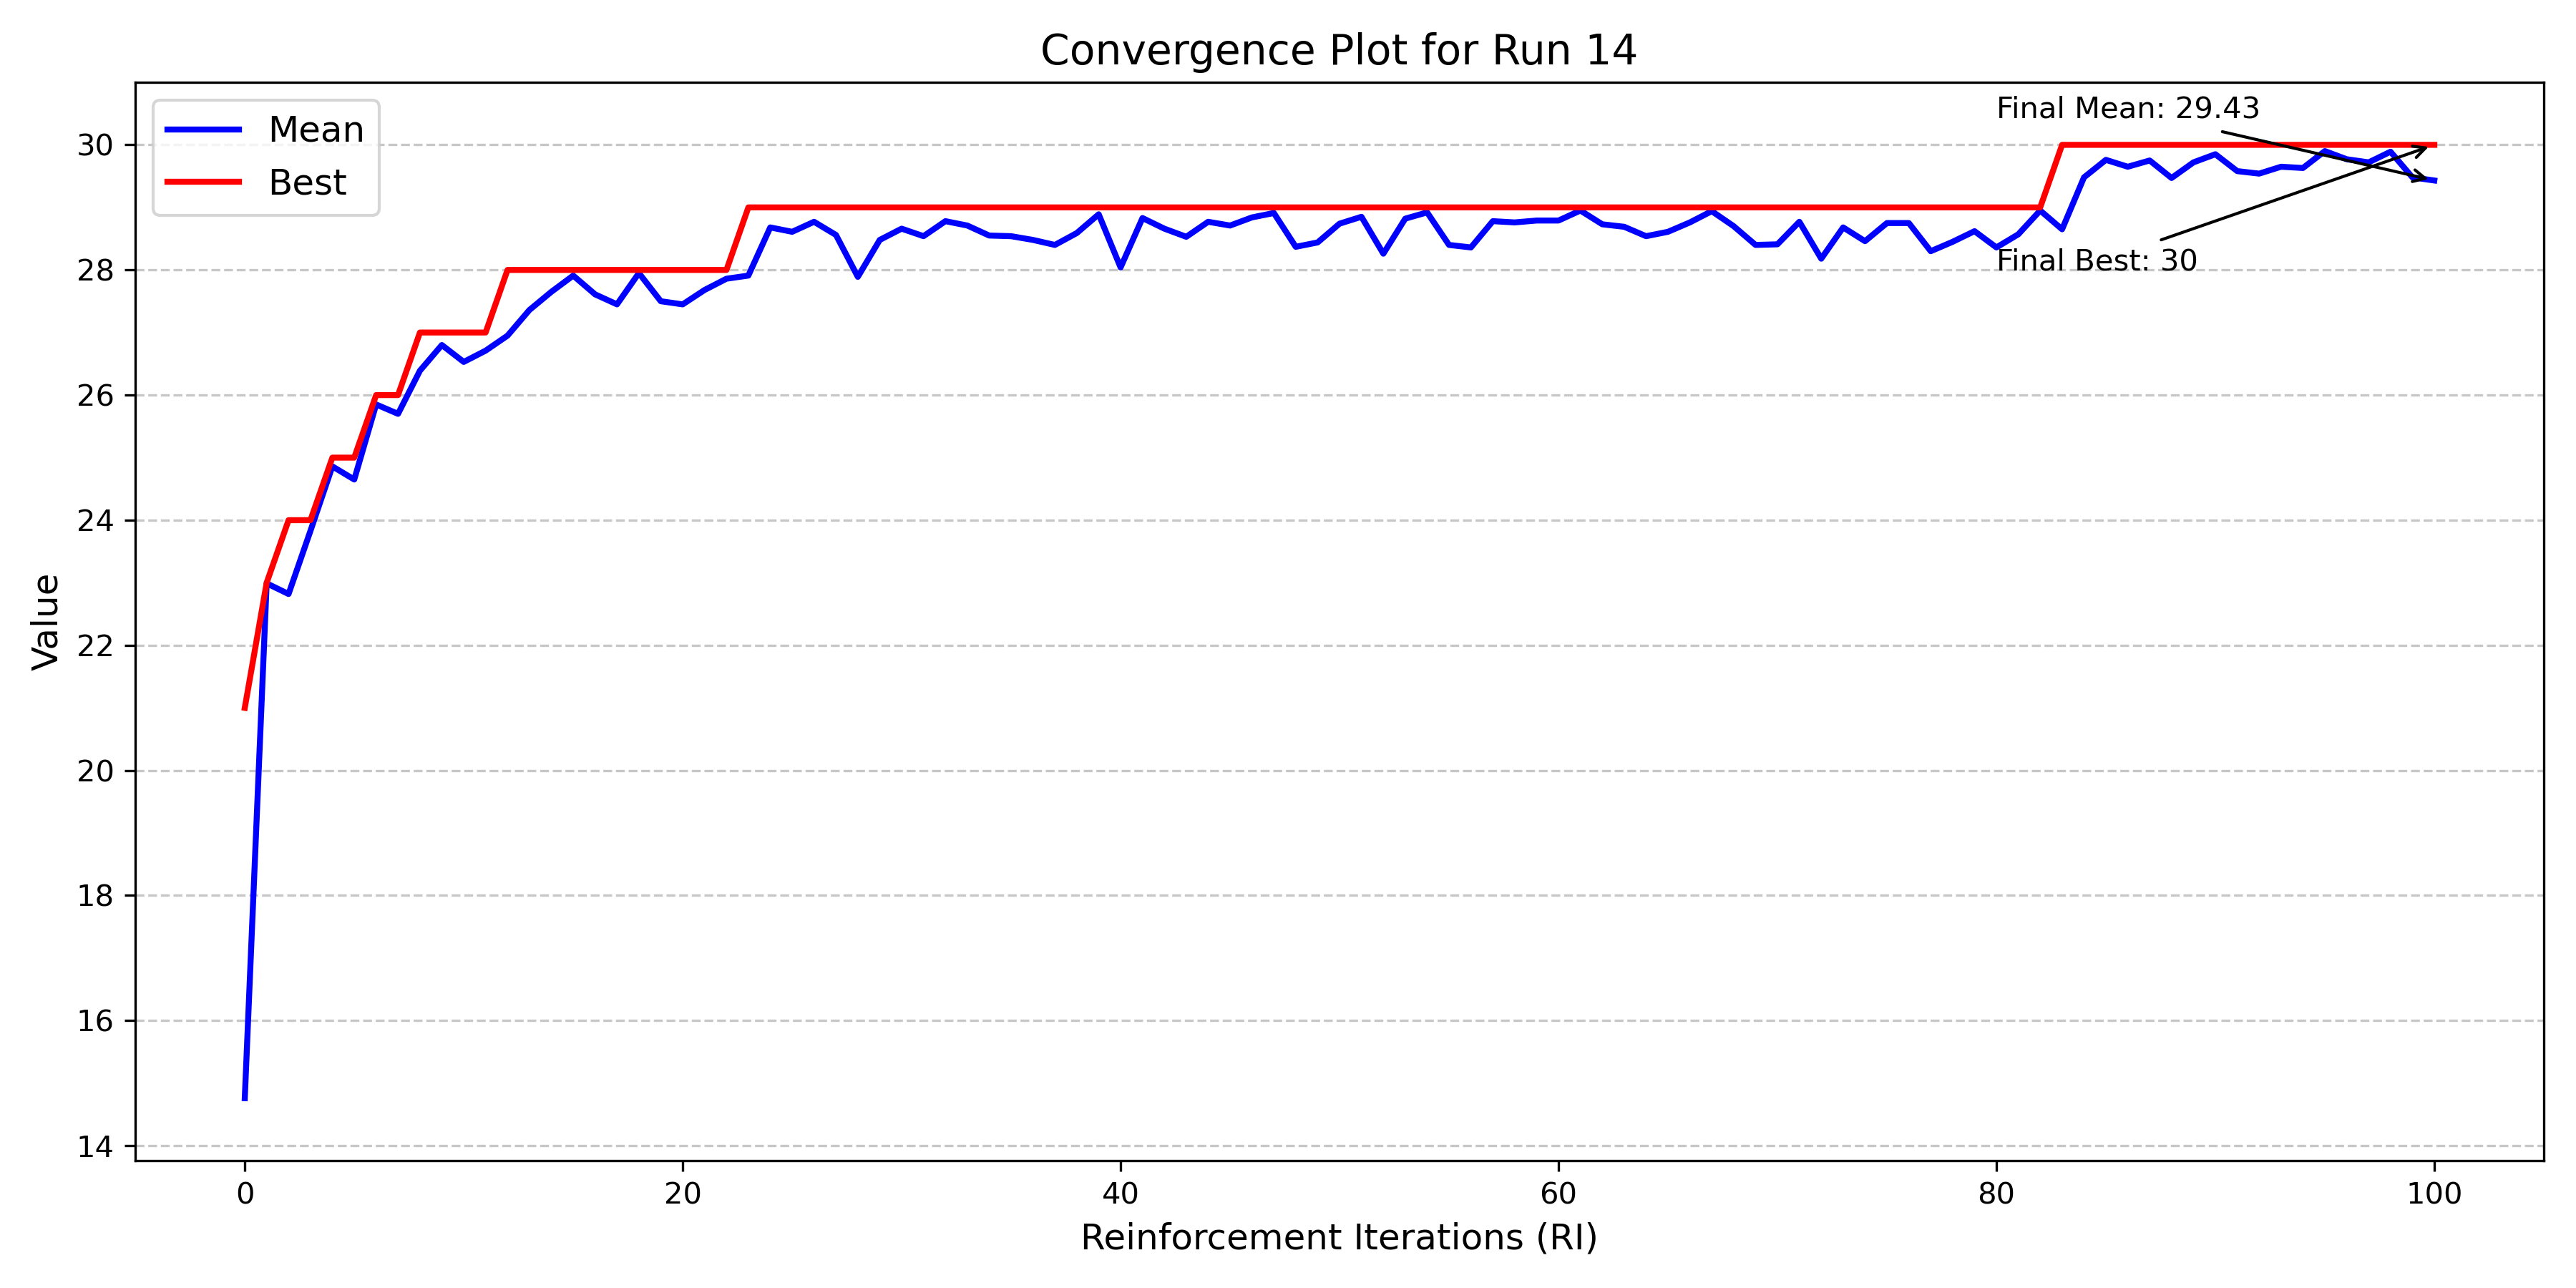 Convergence Plot for Run 14
Mean
Best
Final Mean: 29.43
Final Best: 30
Value
30
28
26
24
22
20
18
16
14
0 20 40 60 80 100
Reinforcement Iterations (RI)